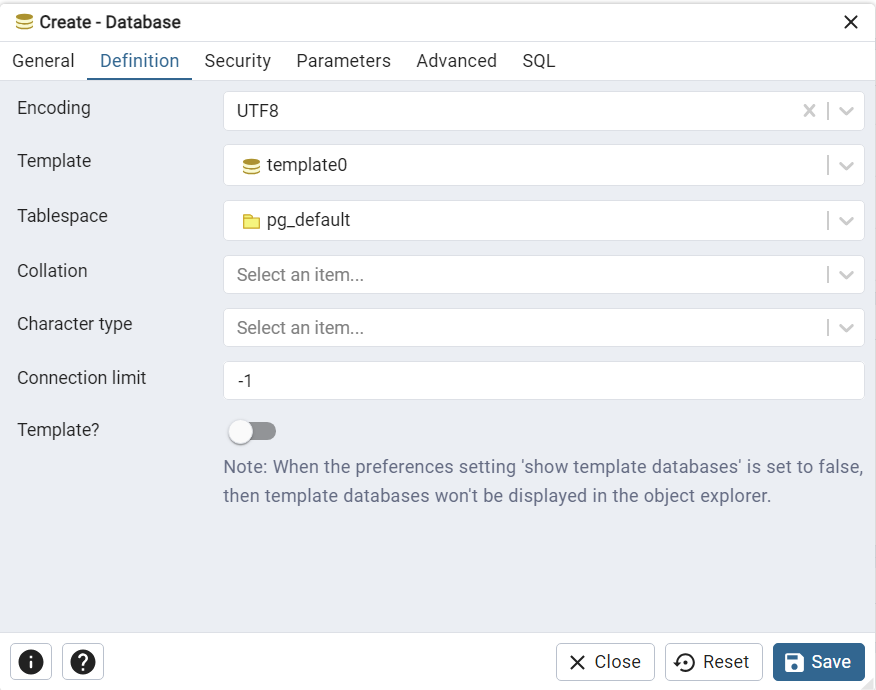 Create - Database
General Definition Security Parameters Advanced SQL
Encoding UTF8
Template template0
Tablespace pg_default
Collation Select an item...
Character type Select an item...
Connection limit -1
Template?
Note: When the preferences setting 'show template databases' is set to false,
then template databases won't be displayed in the object explorer.
Close Reset Save